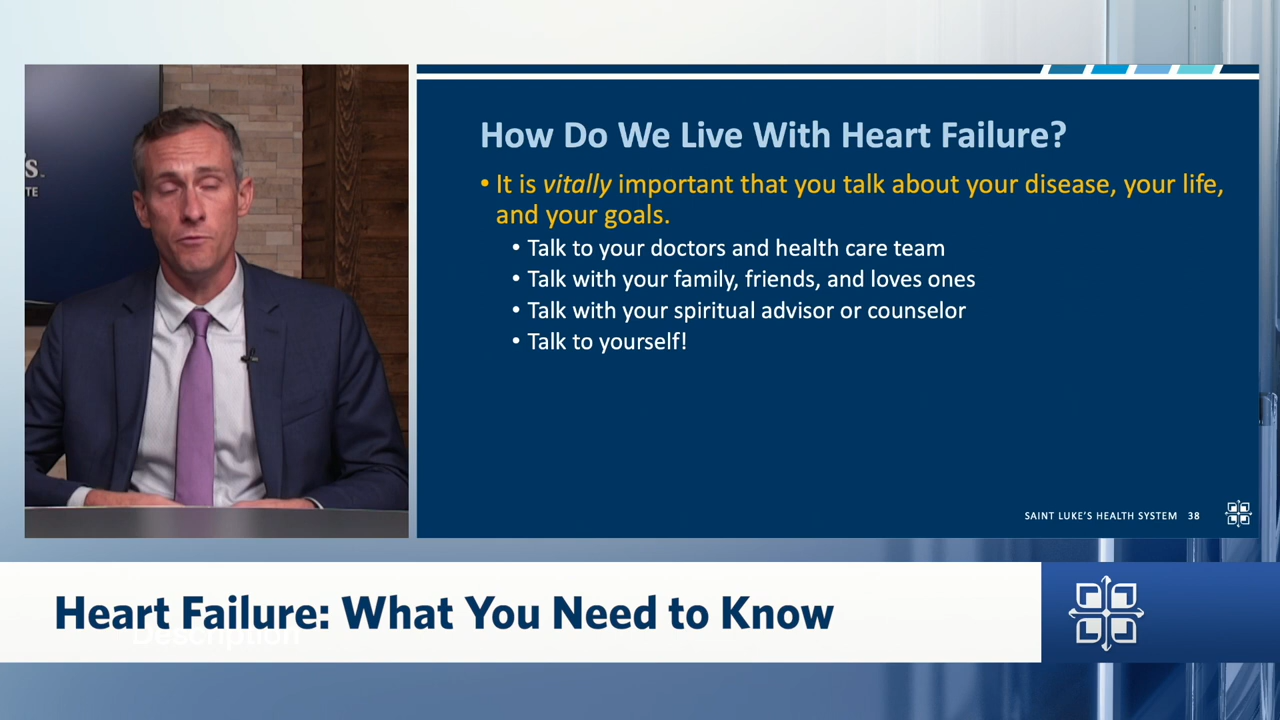 How Do We Live With Heart Failure?
• It is vitally important that you talk about your disease, your life,
and your goals.
• Talk to your doctors and health care team
• Talk with your family, friends, and loves ones
• Talk with your spiritual advisor or counselor
• Talk to yourself!
SAINT LUKE'S HEALTH SYSTEM 38
Heart Failure: What You Need to Know
Description